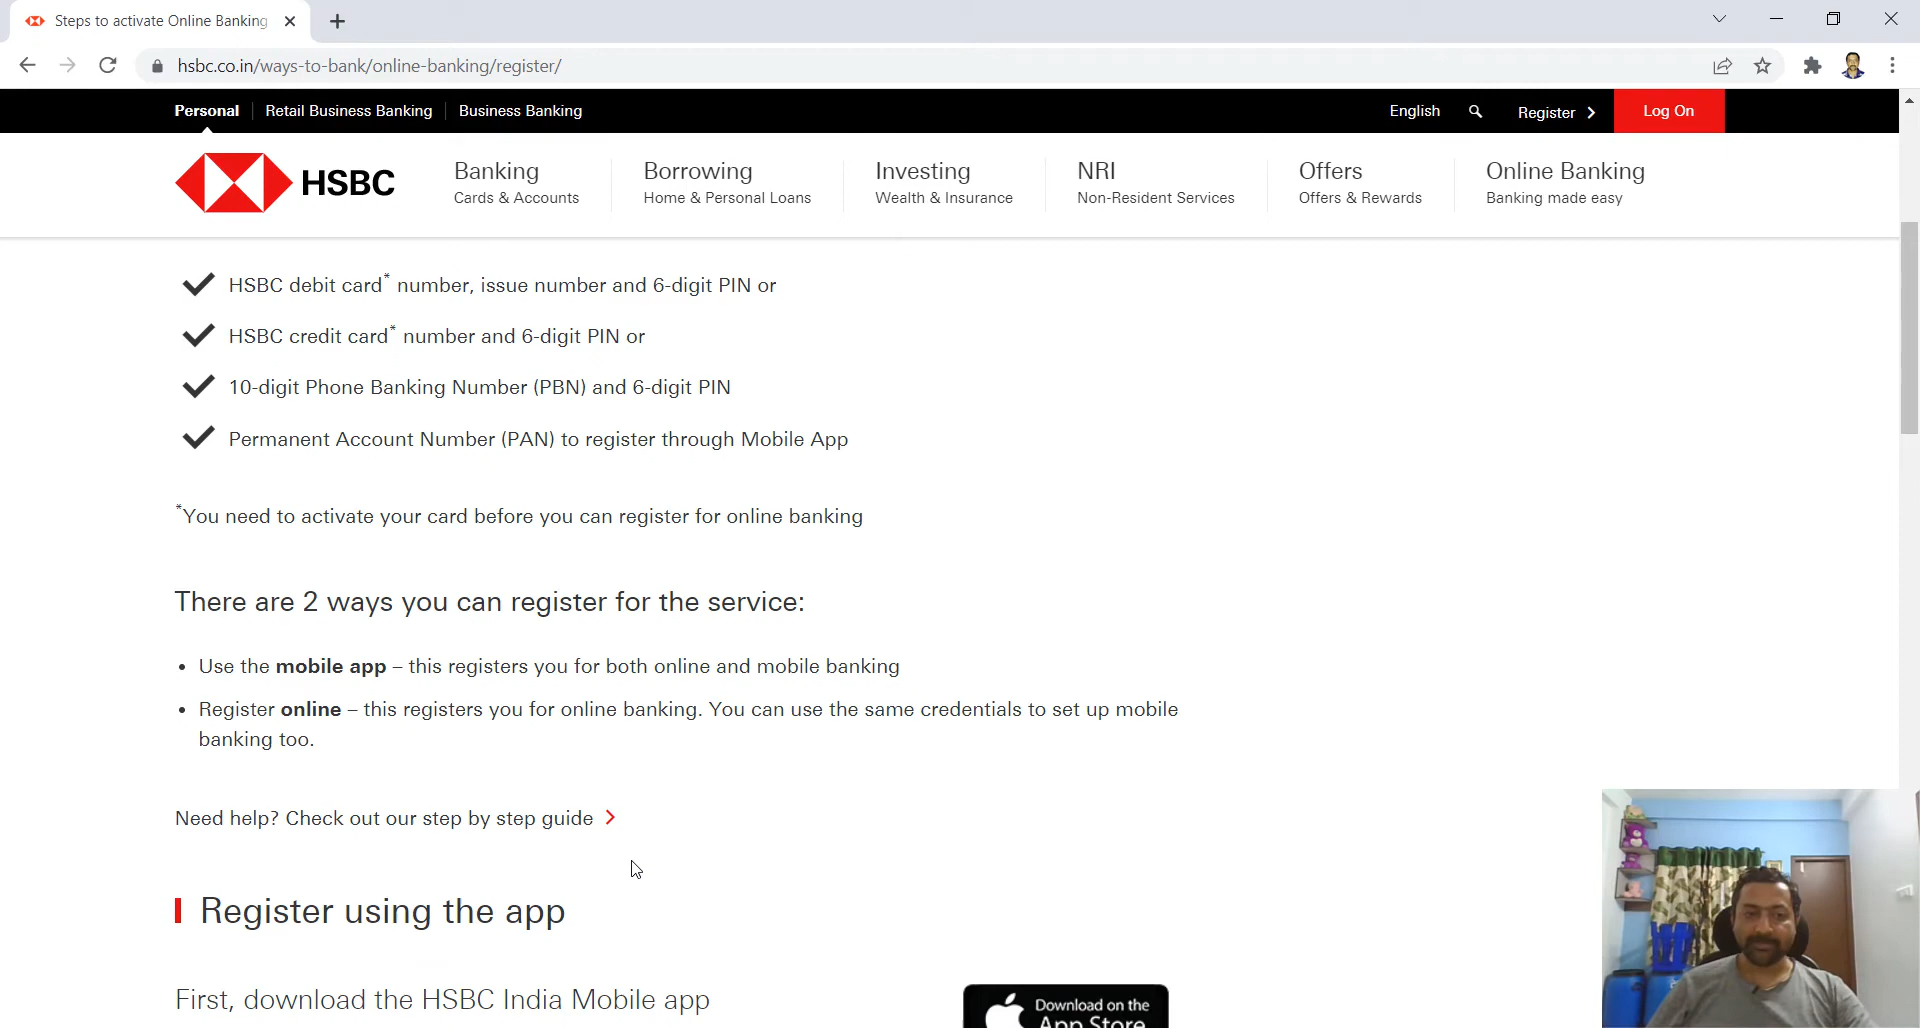 Steps to activate Online Banking
hsbc.co.in/ways-to-bank/online-banking/register/
Personal Retail Business Banking Business Banking English Register Log On
HSBC
Banking Borrowing Investing NRI Offers Online Banking
Cards & Accounts Home & Personal Loans Wealth & Insurance Non-Resident Services Offers & Rewards Banking made easy
HSBC debit card* number, issue number and 6-digit PIN or
HSBC credit card* number and 6-digit PIN or
10-digit Phone Banking Number (PBN) and 6-digit PIN
Permanent Account Number (PAN) to register through Mobile App
*You need to activate your card before you can register for online banking
There are 2 ways you can register for the service:
• Use the mobile app – this registers you for both online and mobile banking
• Register online – this registers you for online banking. You can use the same credentials to set up mobile
banking too.
Need help? Check out our step by step guide
Register using the app
First, download the HSBC India Mobile app
Download on the
App Store